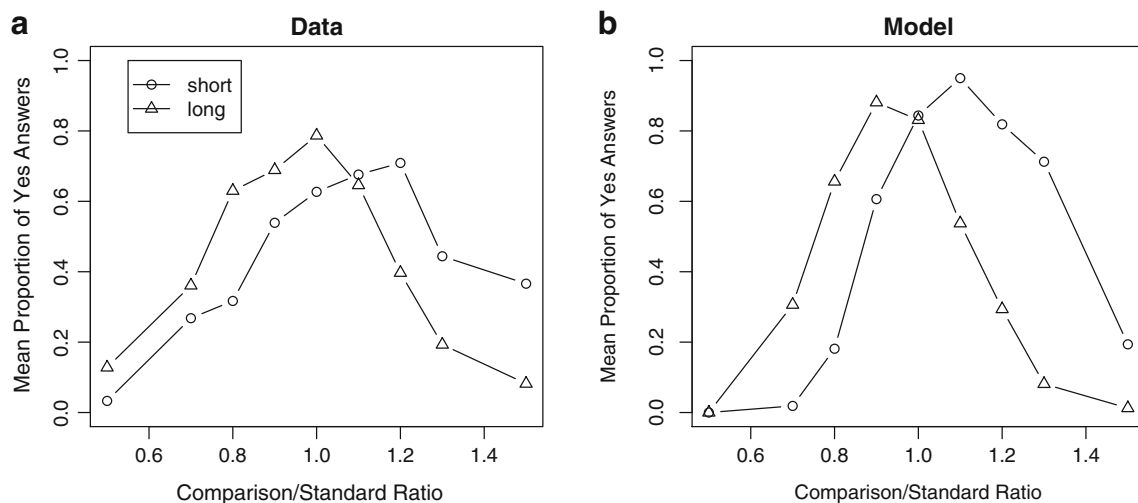 a
Data
Mean Proportion of Yes Answers
1.0
0.8
0.6
0.4
0.2
0.0
short
long
0.6 0.8 1.0 1.2 1.4
Comparison/Standard Ratio
b
Model
Mean Proportion of Yes Answers
1.0
0.8
0.6
0.4
0.2
0.0
0.6 0.8 1.0 1.2 1.4
Comparison/Standard Ratio